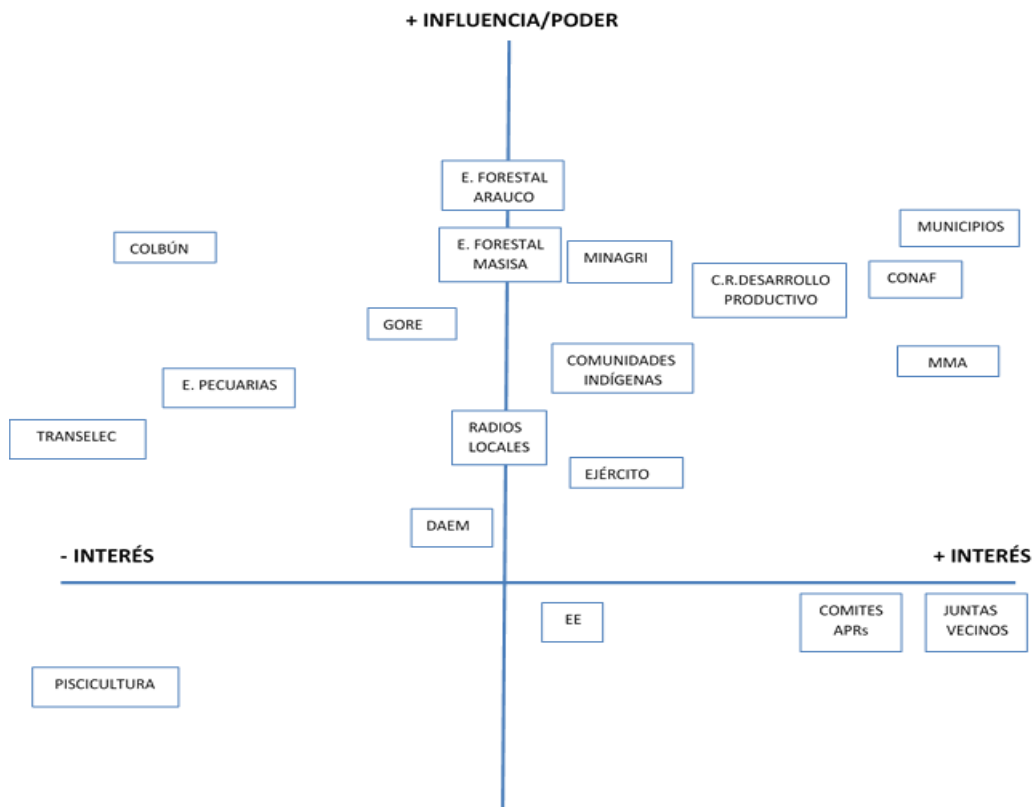 + INFLUENCIA/PODER
E. FORESTAL
ARAUCO
MUNICIPIOS
COLBÚN
E. FORESTAL
MASISA
MINAGRI
C.R.DESARROLLO
PRODUCTIVO
CONAF
GORE
COMUNIDADES
INDÍGENAS
MMA
E. PECUARIAS
TRANSELEC
RADIOS
LOCALES
EJÉRCITO
DAEM
- INTERÉS
+ INTERÉS
EE
COMITES
APRs
JUNTAS
VECINOS
PISCICULTURA